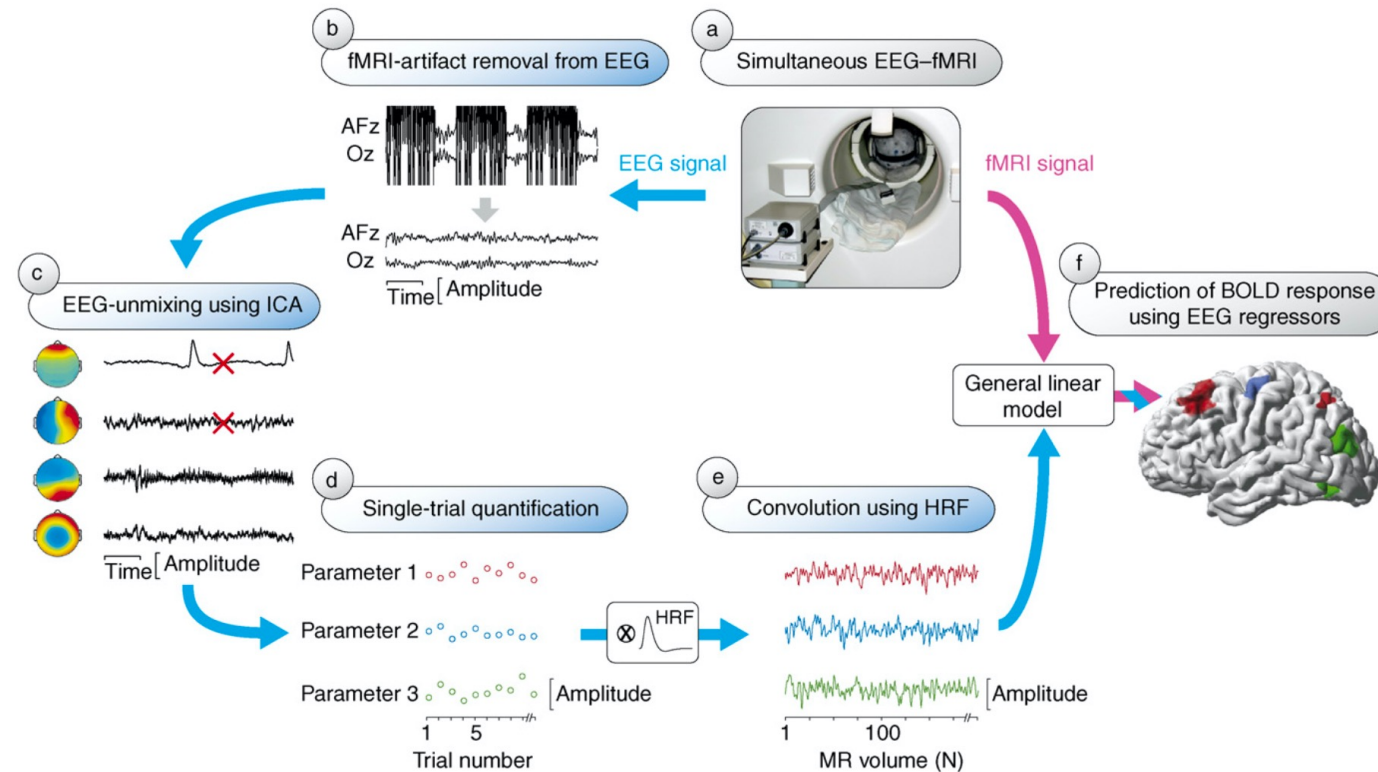 a
Simultaneous EEG–fMRI
b
fMRI-artifact removal from EEG
AFz
Oz
EEG signal
fMRI signal
AFz
Oz
Time
Amplitude
c
EEG-unmixing using ICA
Time
Amplitude
d
Single-trial quantification
Parameter 1
Parameter 2
Parameter 3
Amplitude
1
5
Trial number
HRF
e
Convolution using HRF
Amplitude
1
100
MR volume (N)
General linear
model
f
Prediction of BOLD response
using EEG regressors